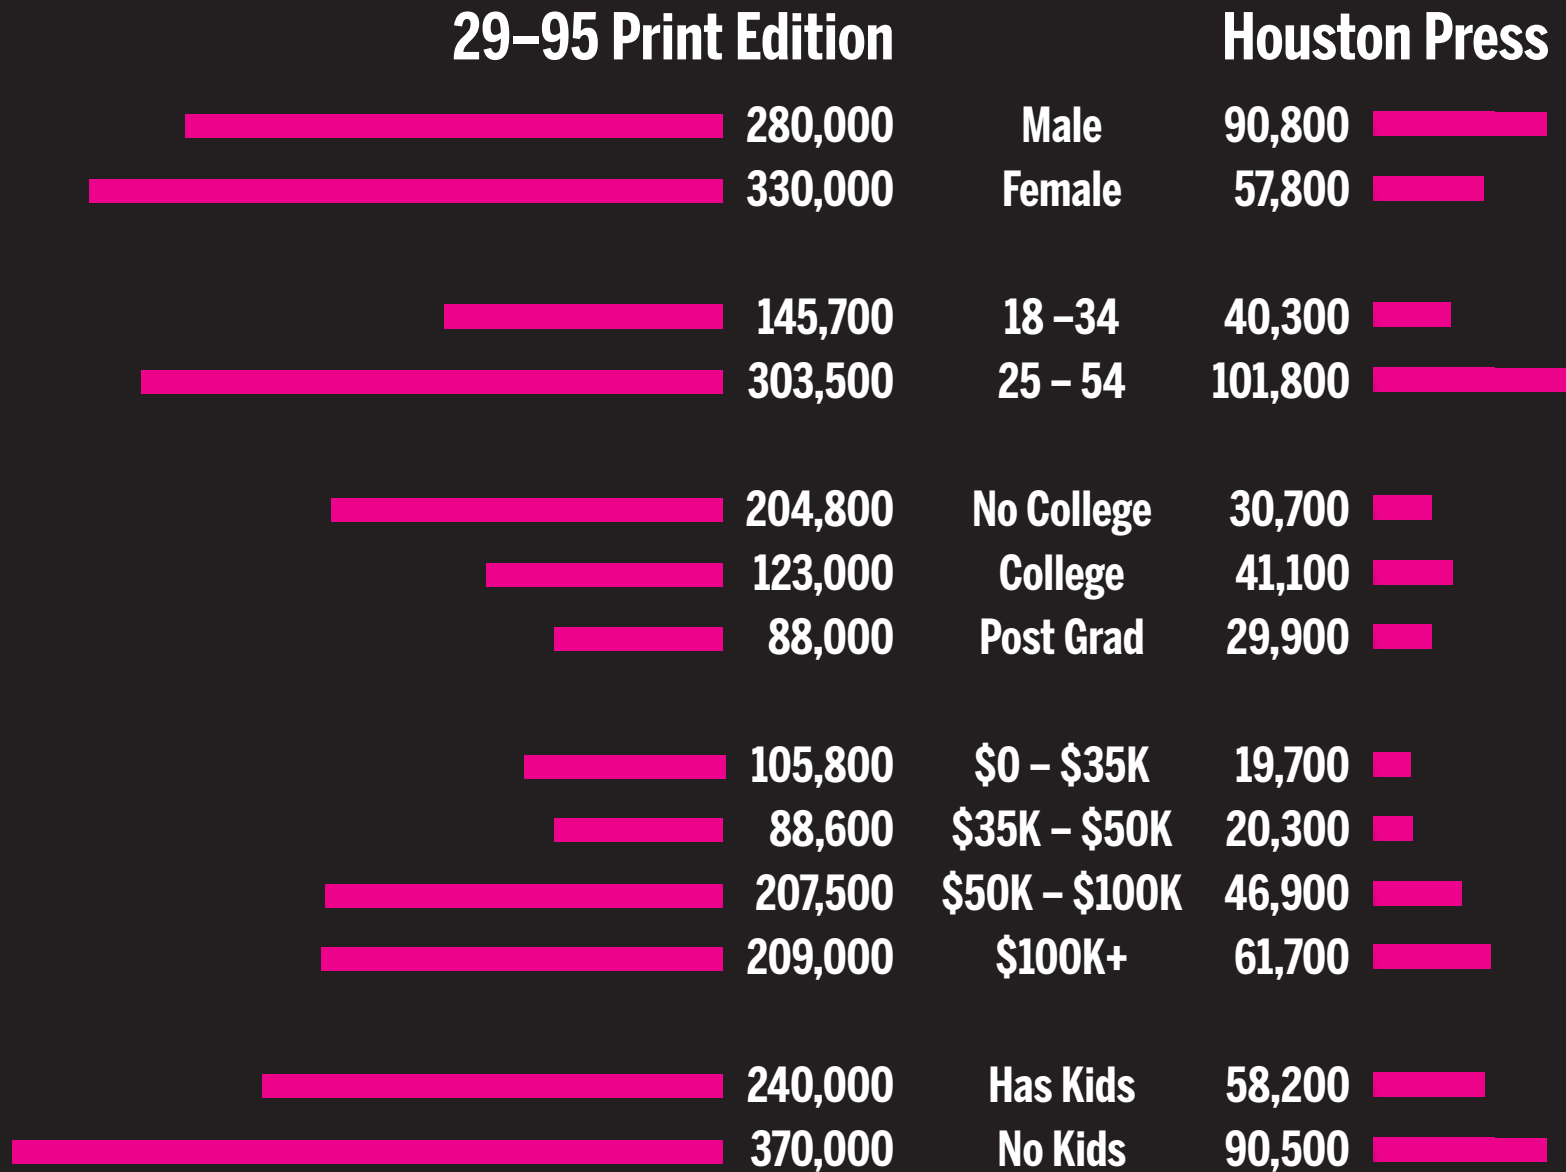 29–95 Print Edition Houston Press
280,000 Male 90,800
330,000 Female 57,800
145,700 18 –34 40,300
303,500 25 – 54 101,800
204,800 No College 30,700
123,000 College 41,100
88,000 Post Grad 29,900
105,800 $0 – $35K 19,700
88,600 $35K – $50K 20,300
207,500 $50K – $100K 46,900
209,000 $100K+ 61,700
240,000 Has Kids 58,200
370,000 No Kids 90,500